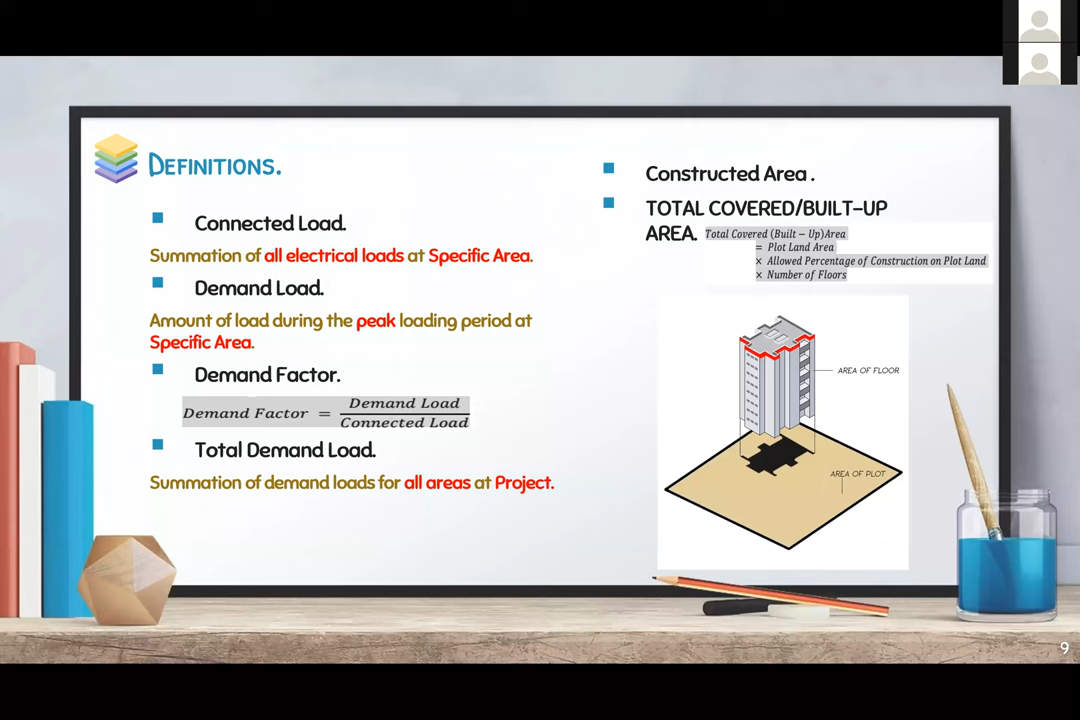 DEFINITIONS.
Connected Load.
Summation of all electrical loads at Specific Area.
Demand Load.
Amount of load during the peak loading period at
Specific Area.
Demand Factor.
Demand Factor = Demand Load / Connected Load
Total Demand Load.
Summation of demand loads for all areas at Project.
Constructed Area .
TOTAL COVERED/BUILT-UP
AREA.
Total Covered (Built − Up)Area
= Plot Land Area
× Allowed Percentage of Construction on Plot Land
× Number of Floors
AREA OF FLOOR
AREA OF PLOT
9